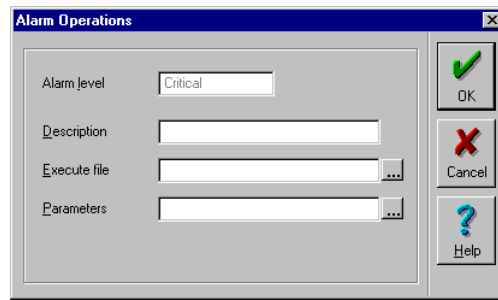 Alarm Operations
Alarm level
Critical
Description
Execute file
...
Parameters
...
OK
Cancel
Help